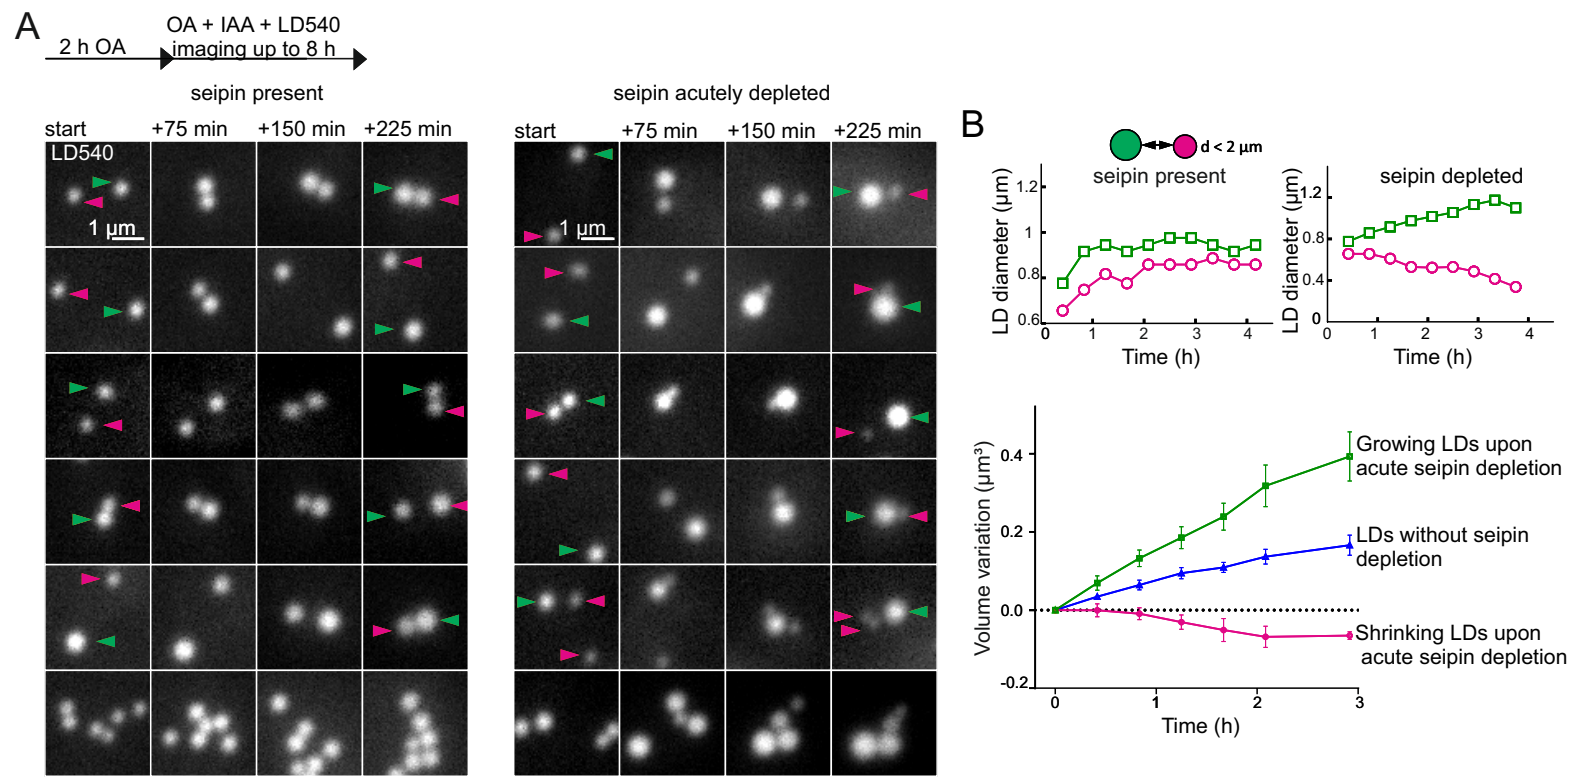 A
2 h OA
OA + IAA + LD540
imaging up to 8 h
seipin present
start +75 min +150 min +225 min
LD540
1 µm
seipin acutely depleted
start +75 min +150 min +225 min
1 µm
B
d < 2 µm
seipin present
LD diameter (µm)
1.2
1
0.8
0.6
0 1 2 3 4
Time (h)
seipin depleted
LD diameter (µm)
1.2
0.8
0.4
0
0 1 2 3 4
Time (h)
Volume variation (µm³)
0.4
0.2
0.0
-0.2
0 1 2 3
Time (h)
Growing LDs upon
acute seipin depletion
LDs without seipin
depletion
Shrinking LDs upon
acute seipin depletion